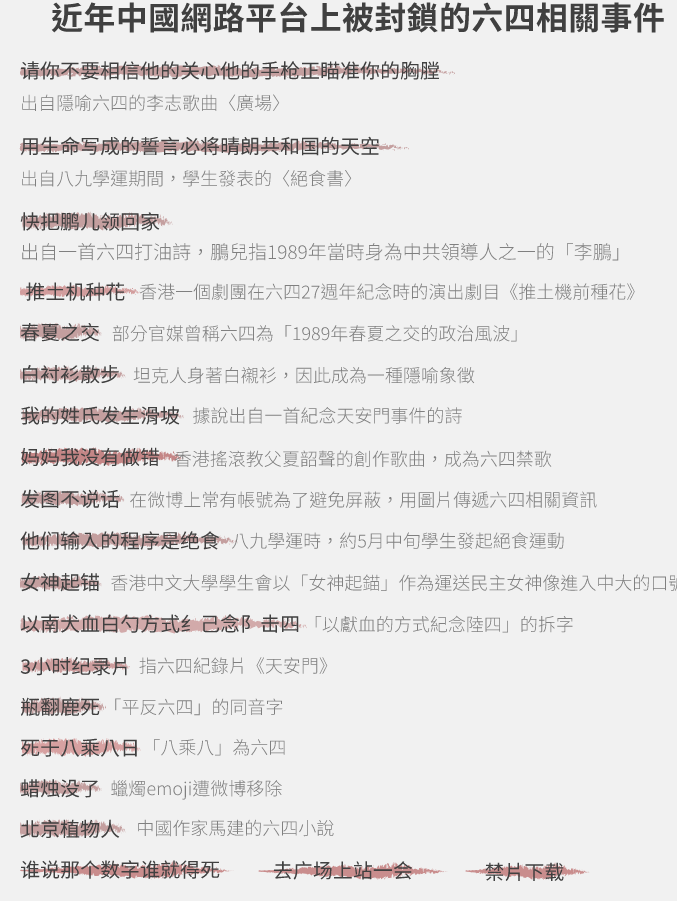 近年中國網路平台上被封鎖的六四相關事件
请你不要相信他的关心他的手枪正瞄准你的胸膛
出自隱喻六四的李志歌曲〈廣場〉
用生命写成的誓言必将晴朗共和国的天空
出自八九學運期間，學生發表的〈絕食書〉
快把鹏儿领回家
出自一首六四打油詩，鵬兒指1989年當時身為中共領導人之一的「李鵬」
推土机种花 香港一個劇團在六四27週年紀念時的演出劇目《推土機前種花》
春夏之交 部分官媒曾稱六四為「1989年春夏之交的政治風波」
白衬衫散步 坦克人身著白襯衫，因此成為一種隱喻象徵
我的姓氏发生滑坡 據說出自一首紀念天安門事件的詩
妈妈我没有做错 香港搖滾教父夏韶聲的創作歌曲，成為六四禁歌
发图不说话 在微博上常有帳號為了避免屏蔽，用圖片傳遞六四相關資訊
他们输入的程序是绝食 八九學運時，約5月中旬學生發起絕食運動
女神起锚 香港中文大學學生會以「女神起錨」作為運送民主女神像進入中大的口號
以南犬血白勺方式纟己念阝击四 「以獻血的方式紀念陸四」的拆字
3小时纪录片 指六四紀錄片《天安門》
瓶翻鹿死 「平反六四」的同音字
死于八乘八日 「八乘八」為六四
蜡烛没了 蠟燭emoji遭微博移除
北京植物人 中國作家馬建的六四小說
谁说那个数字谁就得死 去广场上站一会 禁片下载